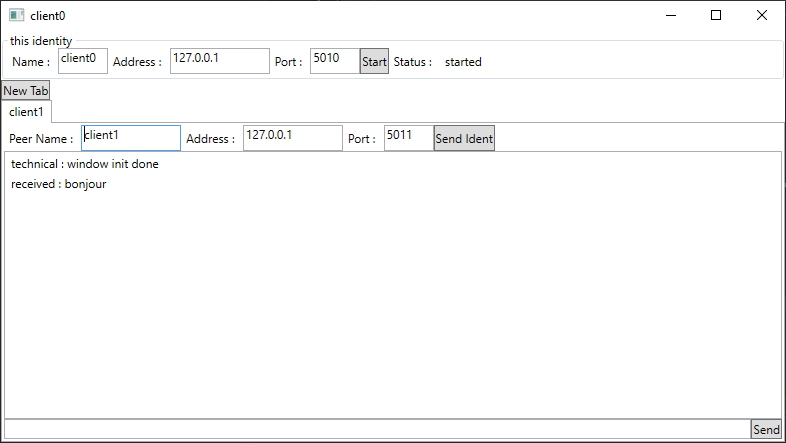 client0
this identity
Name : client0 Address : 127.0.0.1 Port : 5010 Start Status : started
New Tab
client1
Peer Name : client1 Address : 127.0.0.1 Port : 5011 Send Ident
technical : window init done
received : bonjour
Send